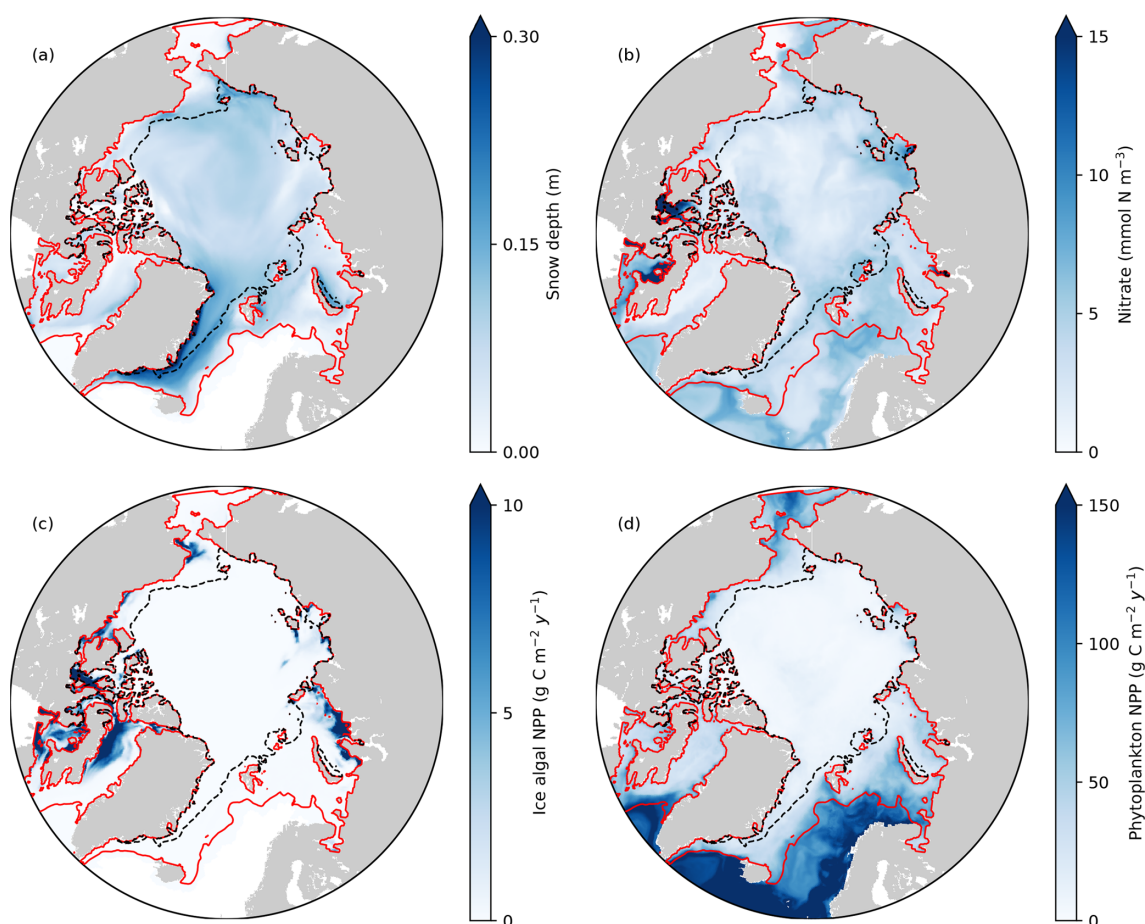 (a)
0.30
0.15
0.00
Snow depth (m)
(b)
15
10
5
0
Nitrate (mmol N m⁻³)
(c)
10
5
0
Ice algal NPP (g C m⁻² y⁻¹)
(d)
150
100
50
0
Phytoplankton NPP (g C m⁻² y⁻¹)